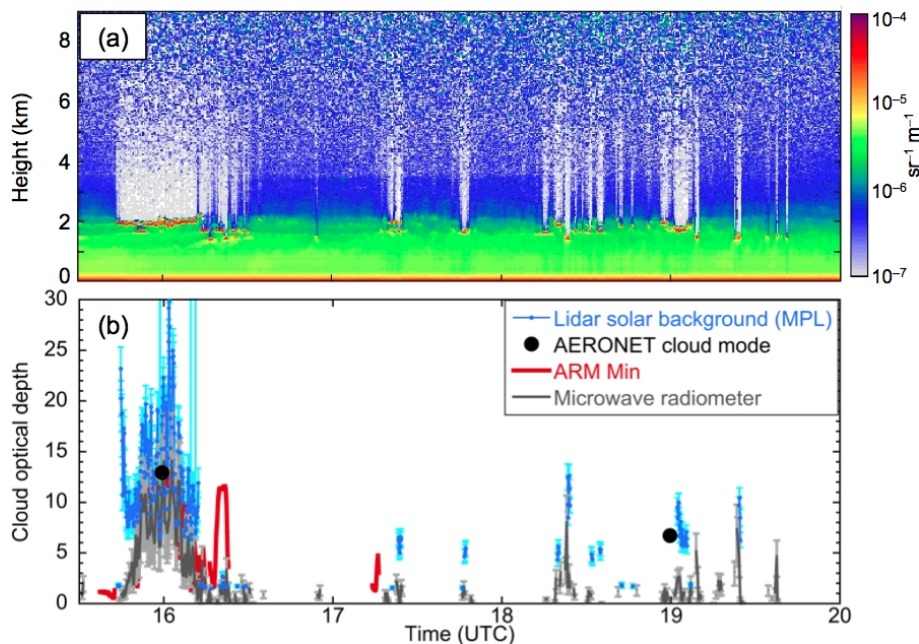 (a)
Height (km)
8
6
4
2
0
10⁻⁴
10⁻⁵
10⁻⁶
10⁻⁷
sr⁻¹ m⁻¹
(b)
Cloud optical depth
30
25
20
15
10
5
0
Lidar solar background (MPL)
AERONET cloud mode
ARM Min
Microwave radiometer
16 17 18 19 20
Time (UTC)